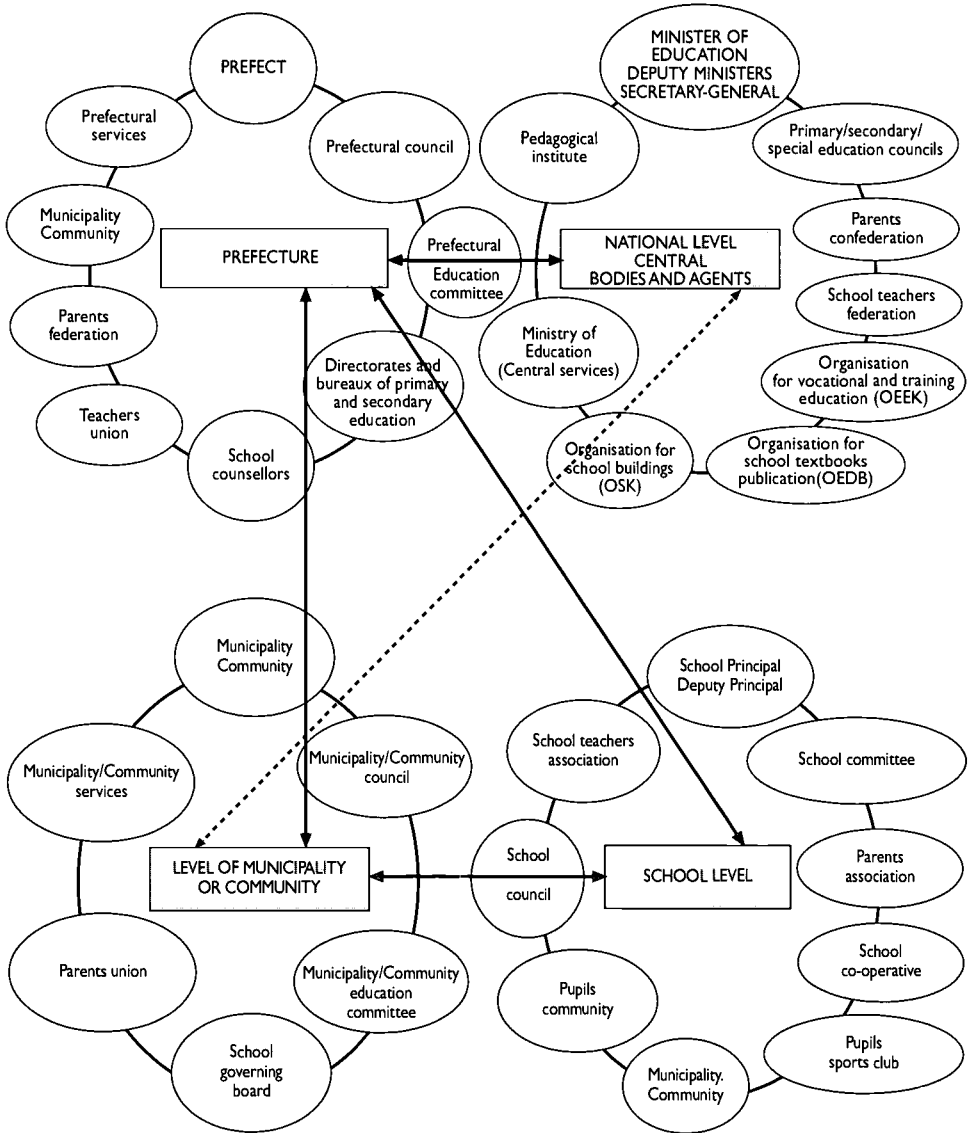 PREFECT
Prefectural
services
Prefectural council
Municipality
Community
PREFECTURE
Prefectural
Education
committee
Parents
federation
Directorates and
bureaux of primary
and secondary
education
Teachers
union
School
counsellors
MINISTER OF
EDUCATION
DEPUTY MINISTERS
SECRETARY-GENERAL
Pedagogical
institute
Primary/secondary/
special education councils
NATIONAL LEVEL
CENTRAL
BODIES AND AGENTS
Parents
confederation
School teachers
federation
Ministry of
Education
(Central services)
Organisation
for vocational and training
education (OEEK)
Organisation for
school buildings
(OSK)
Organisation for
school textbooks
publication(OEDB)
Municipality
Community
Municipality/Community
services
Municipality/Community
council
LEVEL OF MUNICIPALITY
OR COMMUNITY
Parents union
Municipality/Community
education
committee
School
governing
board
School Principal
Deputy Principal
School teachers
association
School committee
School
council
SCHOOL LEVEL
Parents
association
School
co-operative
Pupils
community
Pupils
sports club
Municipality.
Community